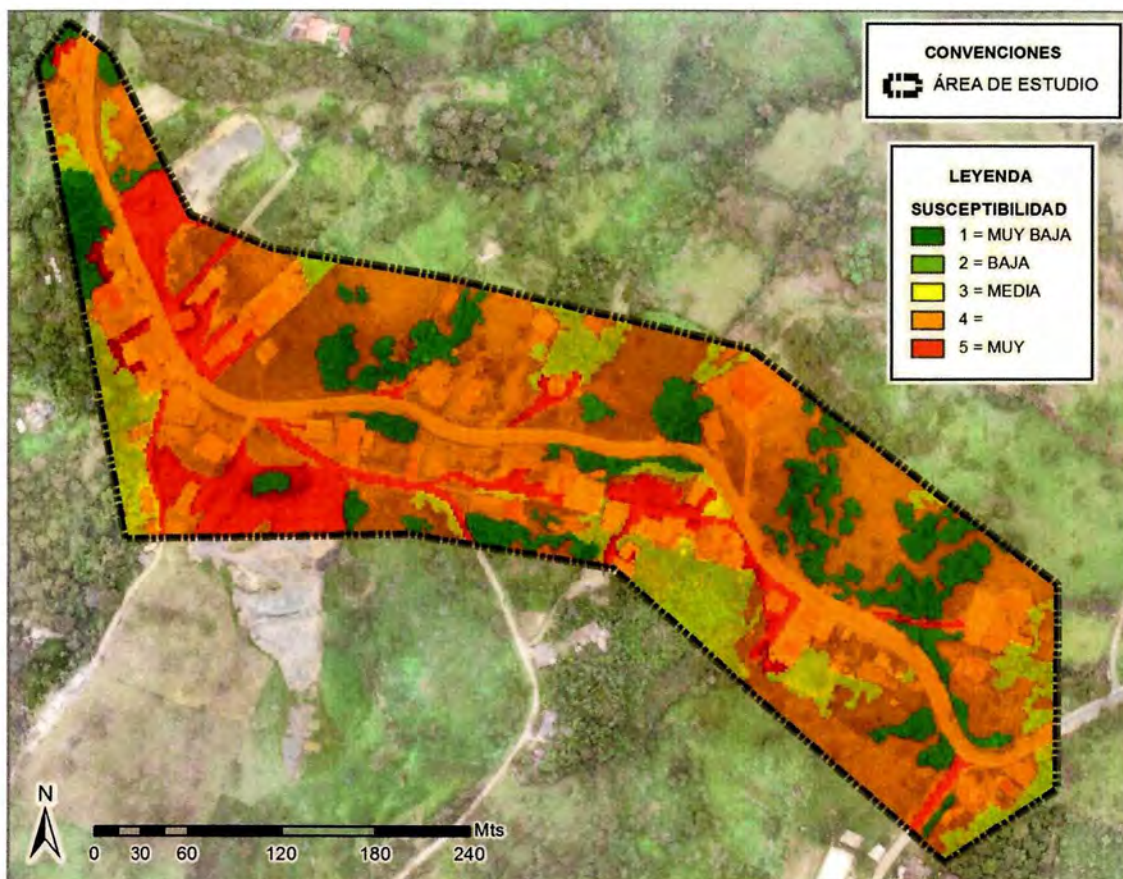 CONVENCIONES
ÁREA DE ESTUDIO
LEYENDA
SUSCEPTIBILIDAD
1 = MUY BAJA
2 = BAJA
3 = MEDIA
4 =
5 = MUY
N
Mts
0 30 60 120 180 240